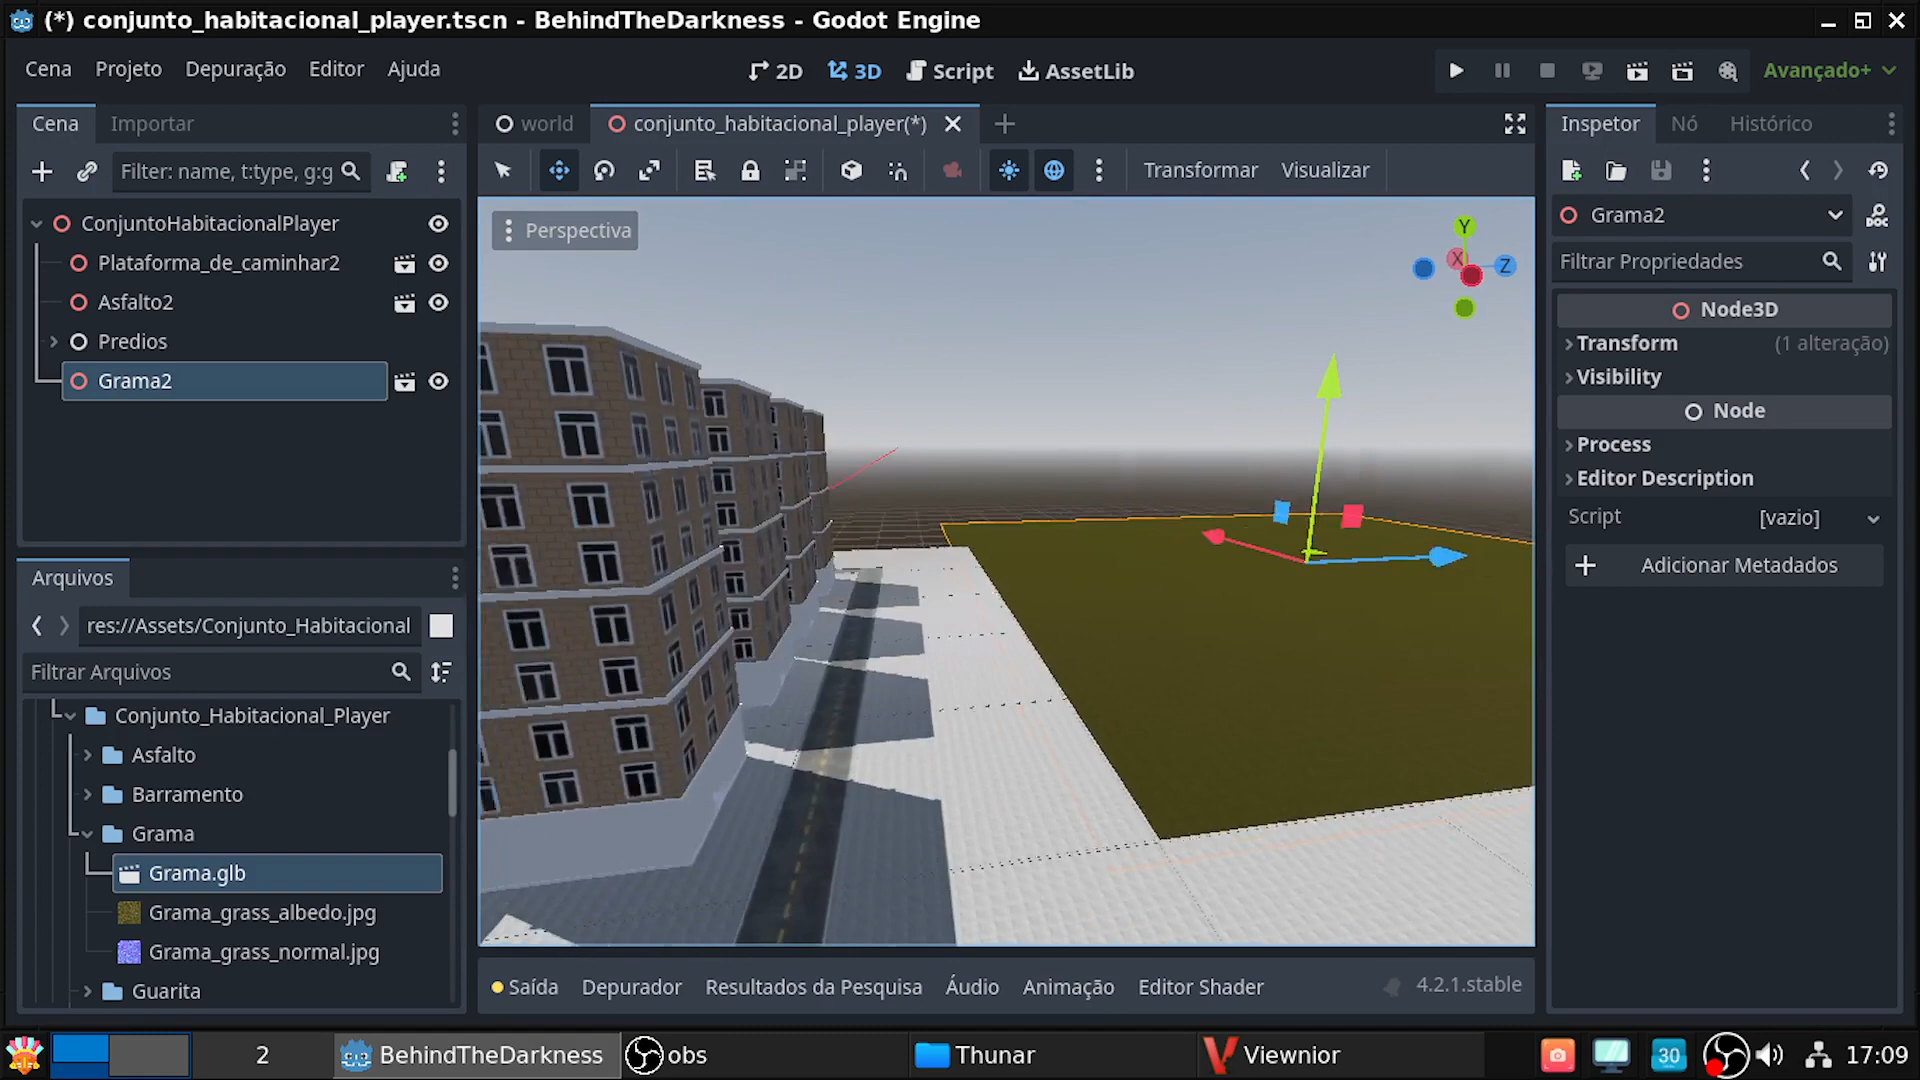 (*) conjunto_habitacional_player.tscn - BehindTheDarkness - Godot Engine
Cena Projeto Depuração Editor Ajuda
2D 3D Script AssetLib
Avançado+
Cena Importar
world conjunto_habitacional_player(*)
Inspetor Nó Histórico
Filter: name, t:type, g:g
Transformar Visualizar
ConjuntoHabitacionalPlayer
Plataforma_de_caminhar2
Asfalto2
Predios
Grama2
Perspectiva
Y
X
Z
Grama2
Filtrar Propriedades
Node3D
Transform (1 alteração)
Visibility
Node
Process
Editor Description
Script [vazio]
Adicionar Metadados
Arquivos
res://Assets/Conjunto_Habitacional
Filtrar Arquivos
Conjunto_Habitacional_Player
Asfalto
Barramento
Grama
Grama.glb
Grama_grass_albedo.jpg
Grama_grass_normal.jpg
Guarita
Saída Depurador Resultados da Pesquisa Áudio Animação Editor Shader 4.2.1.stable
2 BehindTheDarkness obs Thunar Viewnior 30 17:09